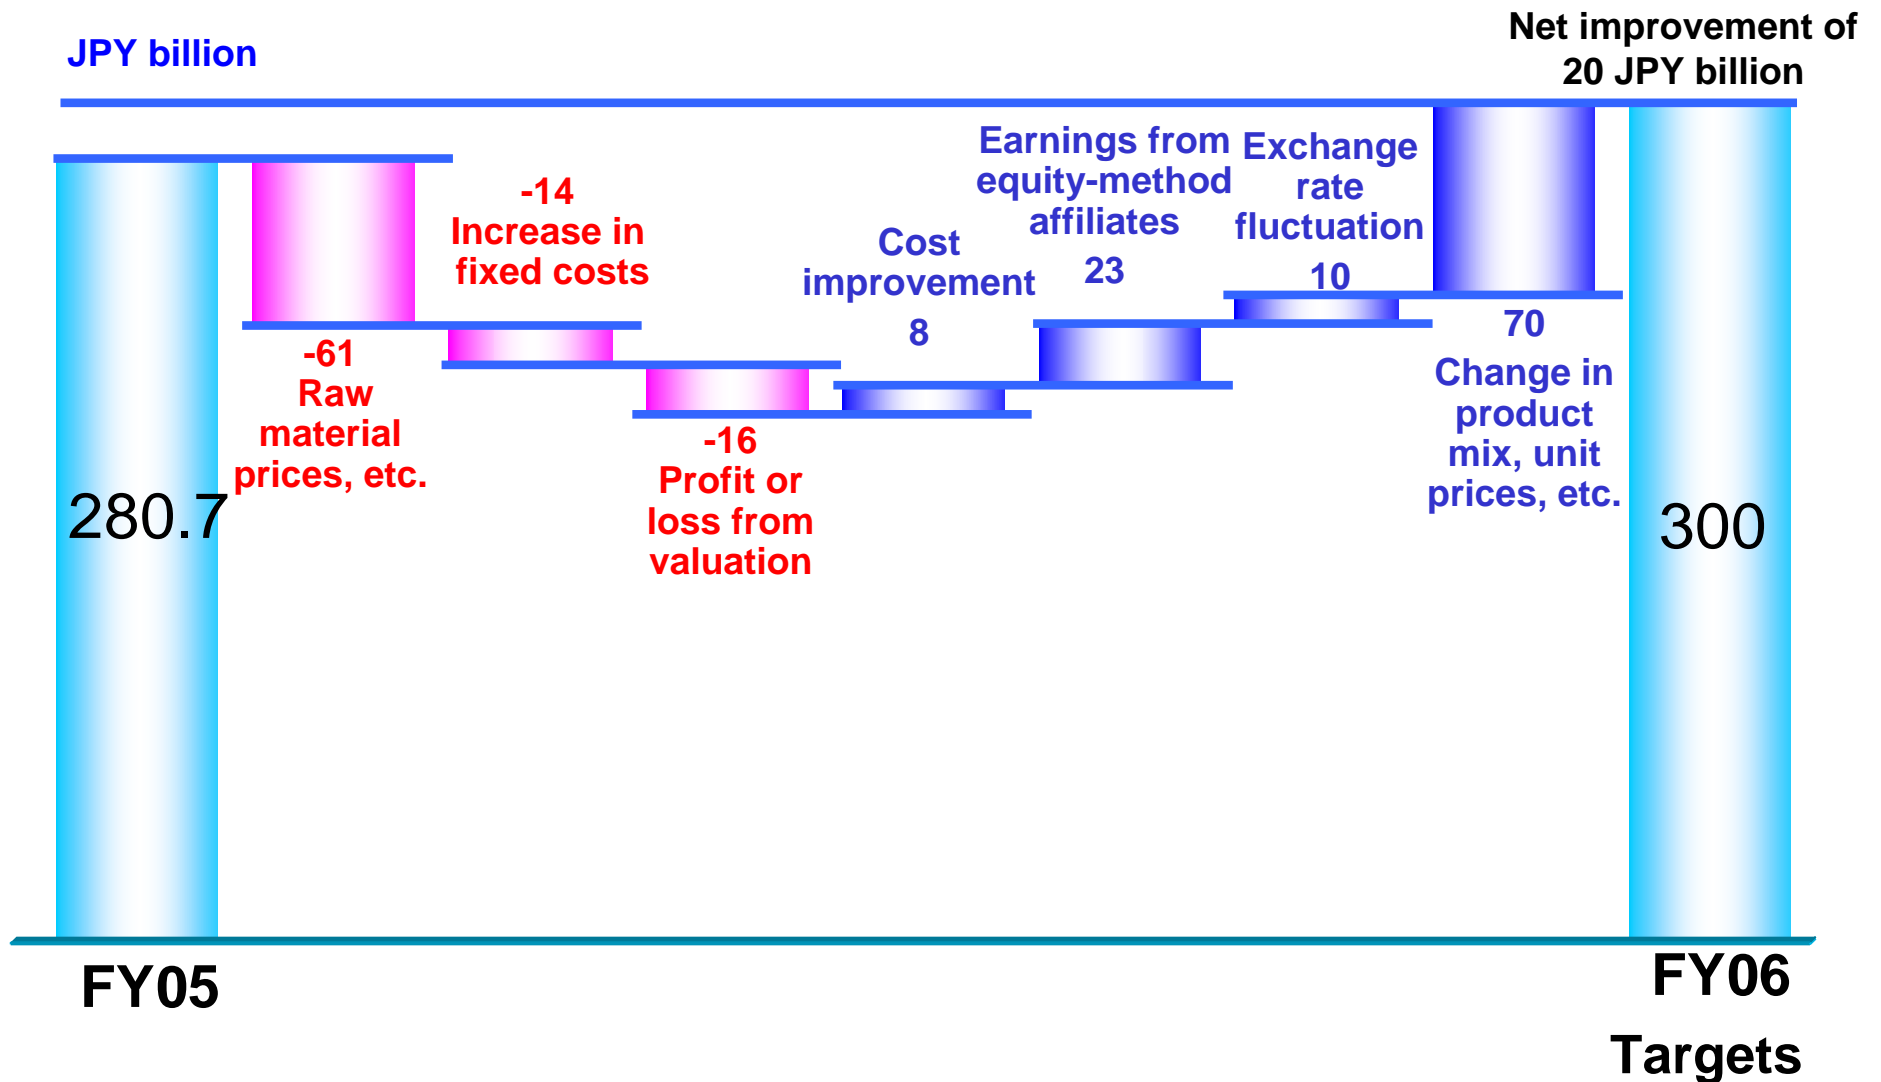 JPY billion
Net improvement of
20 JPY billion
280.7
-61
Raw
material
prices, etc.
-14
Increase in
fixed costs
-16
Profit or
loss from
valuation
Cost
improvement
8
Earnings from
equity-method
affiliates
23
Exchange
rate
fluctuation
10
70
Change in
product
mix, unit
prices, etc.
300
FY05
FY06
Targets